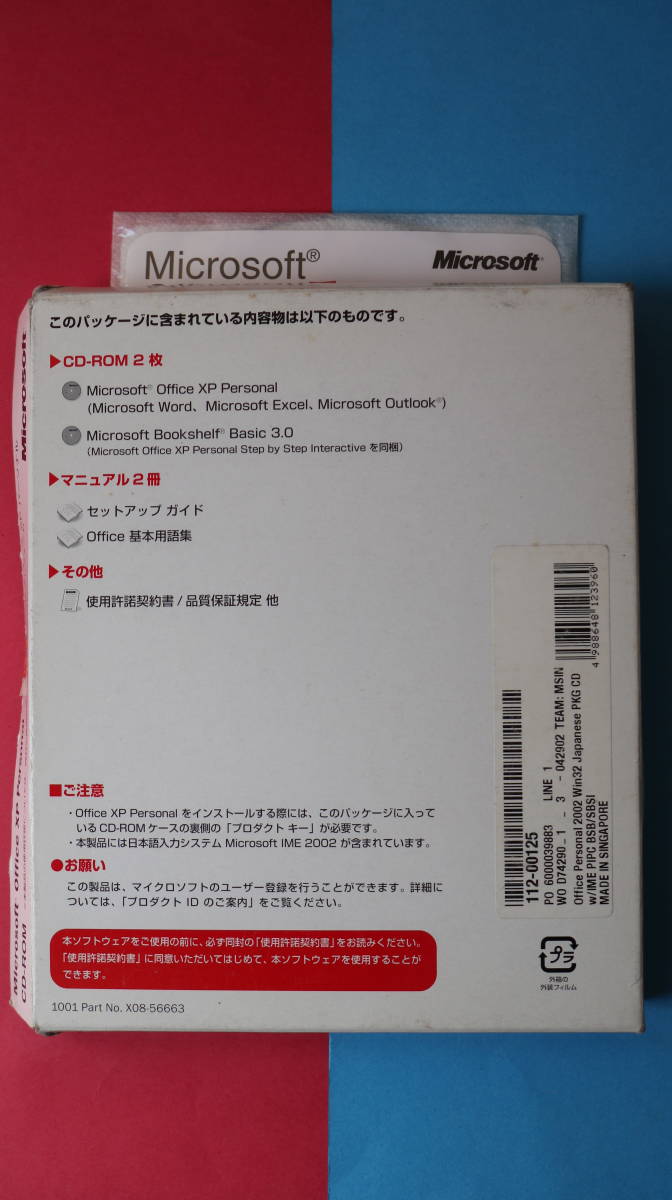 Microsoft®
Microsoft®
このパッケージに含まれている内容物は以下のものです。
▶CD-ROM 2 枚
Microsoft® Office XP Personal
(Microsoft Word、Microsoft Excel、Microsoft Outlook®)
Microsoft Bookshelf® Basic 3.0
(Microsoft Office XP Personal Step by Step Interactive を同梱)
▶マニュアル 2 冊
セットアップ ガイド
Office 基本用語集
▶その他
使用許諾契約書 / 品質保証規定 他
■ご注意
・Office XP Personal をインストールする際には、このパッケージに入って
いる CD-ROM ケースの裏側の「プロダクト キー」が必要です。
・本製品には日本語入力システム Microsoft IME 2002 が含まれています。
●お願い
この製品は、マイクロソフトのユーザー登録を行うことができます。詳細に
ついては、「プロダクト ID のご案内」をご覧ください。
本ソフトウェアをご使用の前に、必ず同封の「使用許諾契約書」をお読みください。
「使用許諾契約書」に同意いただいてはじめて、本ソフトウェアを使用することが
できます。
1001 Part No. X08-56663
112-00125
PO 6000039883 LINE 1
WO D74290_1 - 3 - 042902 TEAM: MSIN
Office Personal 2002 Win32 Japanese PKG CD
w/IME PIPC BSB/SBSI
MADE IN SINGAPORE
4 988648 123960
プラ
外箱の
外装フィルム
Microsoft
Microsoft Office XP Personal
CD-ROM